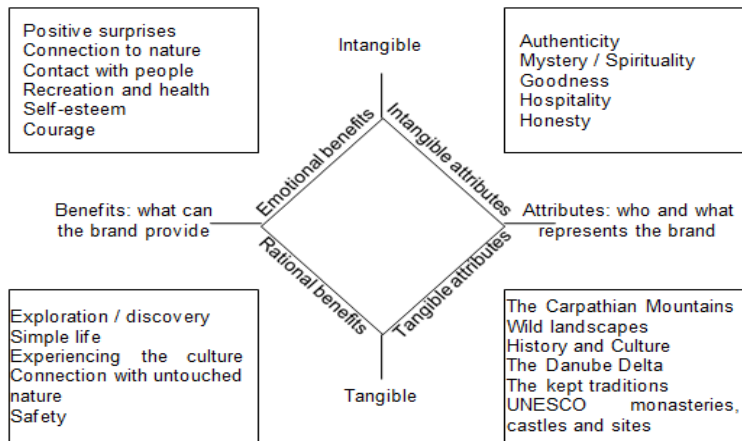 Positive surprises
Connection to nature
Contact with people
Recreation and health
Self-esteem
Courage
Intangible
Authenticity
Mystery / Spirituality
Goodness
Hospitality
Honesty
Emotional benefits
Intangible attributes
Benefits: what can
the brand provide
Attributes: who and what
represents the brand
Rational benefits
Tangible attributes
Exploration / discovery
Simple life
Experiencing the culture
Connection with untouched
nature
Safety
Tangible
The Carpathian Mountains
Wild landscapes
History and Culture
The Danube Delta
The kept traditions
UNESCO monasteries,
castles and sites